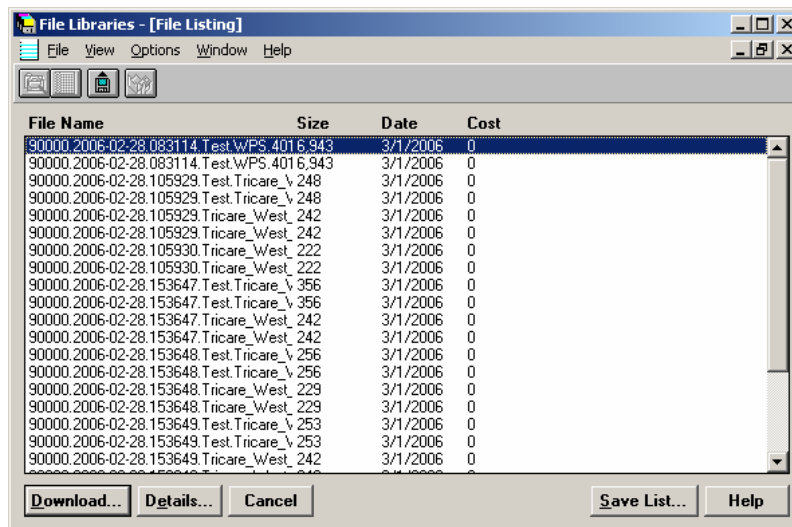 File Libraries - [File Listing]
File View Options Window Help
File Name Size Date Cost
90000.2006-02-28.083114.Test.WPS.401 6,943 3/1/2006 0
90000.2006-02-28.083114.Test.WPS.401 6,943 3/1/2006 0
90000.2006-02-28.105929.Test.Tricare_\ 248 3/1/2006 0
90000.2006-02-28.105929.Test.Tricare_\ 248 3/1/2006 0
90000.2006-02-28.105929.Tricare_West_ 242 3/1/2006 0
90000.2006-02-28.105929.Tricare_West_ 242 3/1/2006 0
90000.2006-02-28.105930.Tricare_West_ 222 3/1/2006 0
90000.2006-02-28.105930.Tricare_West_ 222 3/1/2006 0
90000.2006-02-28.153647.Test.Tricare_\ 356 3/1/2006 0
90000.2006-02-28.153647.Test.Tricare_\ 356 3/1/2006 0
90000.2006-02-28.153647.Tricare_West_ 242 3/1/2006 0
90000.2006-02-28.153647.Tricare_West_ 242 3/1/2006 0
90000.2006-02-28.153648.Test.Tricare_\ 256 3/1/2006 0
90000.2006-02-28.153648.Test.Tricare_\ 256 3/1/2006 0
90000.2006-02-28.153648.Tricare_West_ 229 3/1/2006 0
90000.2006-02-28.153648.Tricare_West_ 229 3/1/2006 0
90000.2006-02-28.153649.Test.Tricare_\ 253 3/1/2006 0
90000.2006-02-28.153649.Test.Tricare_\ 253 3/1/2006 0
90000.2006-02-28.153649.Tricare_West_ 242 3/1/2006 0
Download... Details... Cancel Save List... Help